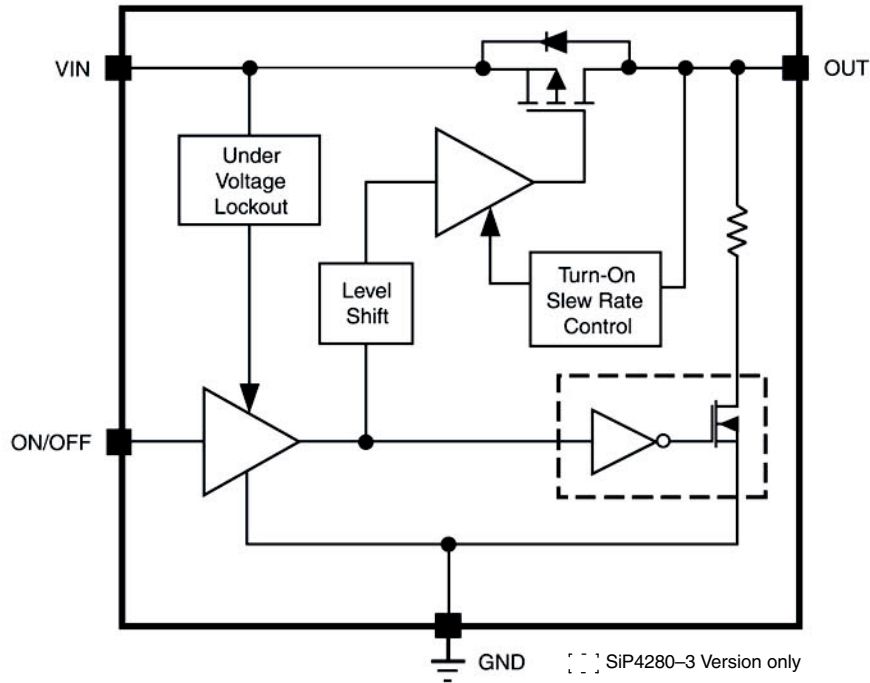 VIN
OUT
Under
Voltage
Lockout
Level
Shift
Turn-On
Slew Rate
Control
ON/OFF
GND
SiP4280–3 Version only